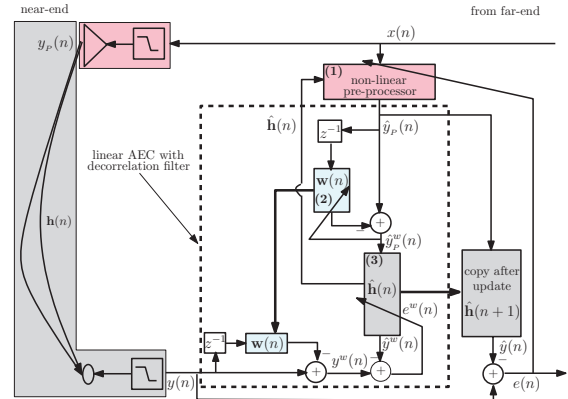 near-end
from far-end
y_P(n)
x(n)
(1)
non-linear
pre-processor
ĥ(n)
z⁻¹
ŷ_P(n)
linear AEC with
decorrelation filter
w(n)
(2)
h(n)
−
+
ŷ_P^w(n)
(3)
ĥ(n)
copy after
update
ĥ(n + 1)
e^w(n)
z⁻¹
w(n)
ŷ^w(n)
ŷ(n)
−
−
−
y(n)
+
y^w(n)
+
+
e(n)